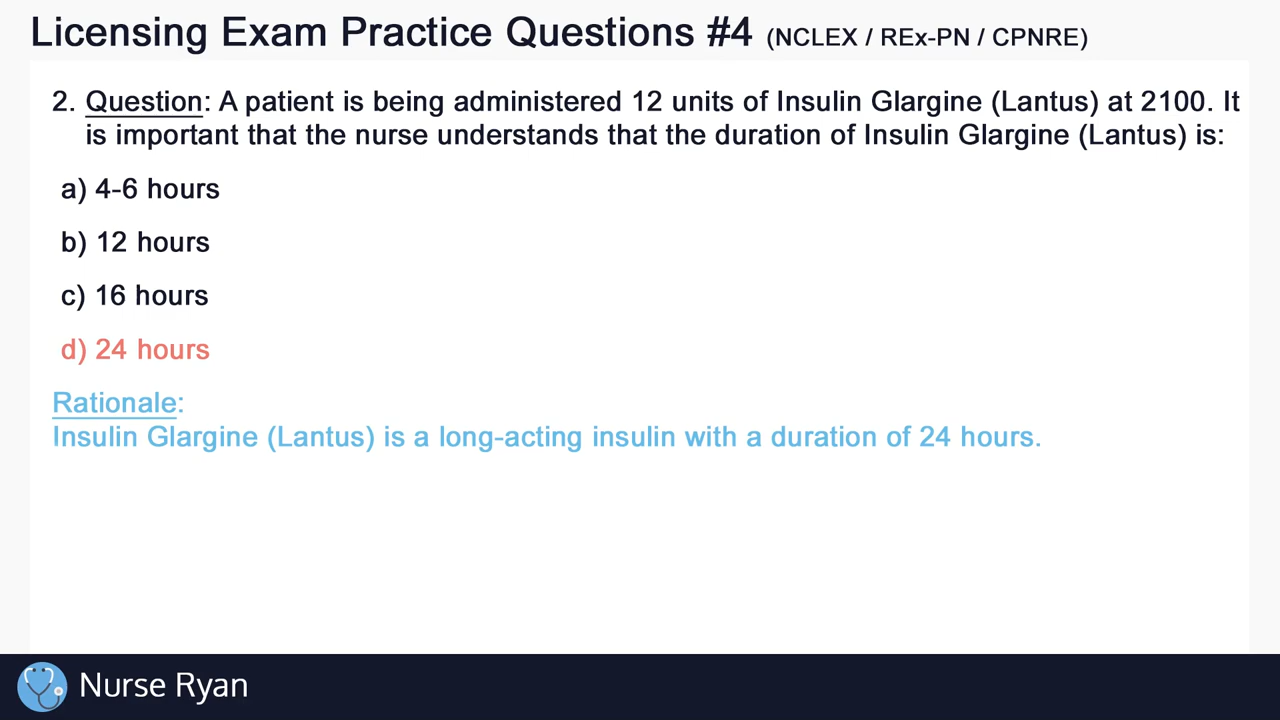 Licensing Exam Practice Questions #4 (NCLEX / REx-PN / CPNRE)
2. Question: A patient is being administered 12 units of Insulin Glargine (Lantus) at 2100. It
is important that the nurse understands that the duration of Insulin Glargine (Lantus) is:
a) 4-6 hours
b) 12 hours
c) 16 hours
d) 24 hours
Rationale:
Insulin Glargine (Lantus) is a long-acting insulin with a duration of 24 hours.
Nurse Ryan